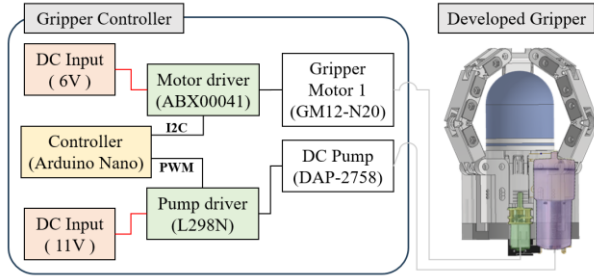 Gripper Controller
Developed Gripper
DC Input
( 6V)
Motor driver
(ABX00041)
Gripper
Motor 1
(GM12-N20)
I2C
Controller
(Arduino Nano)
PWM
DC Pump
(DAP-2758)
Pump driver
(L298N)
DC Input
( 11V)